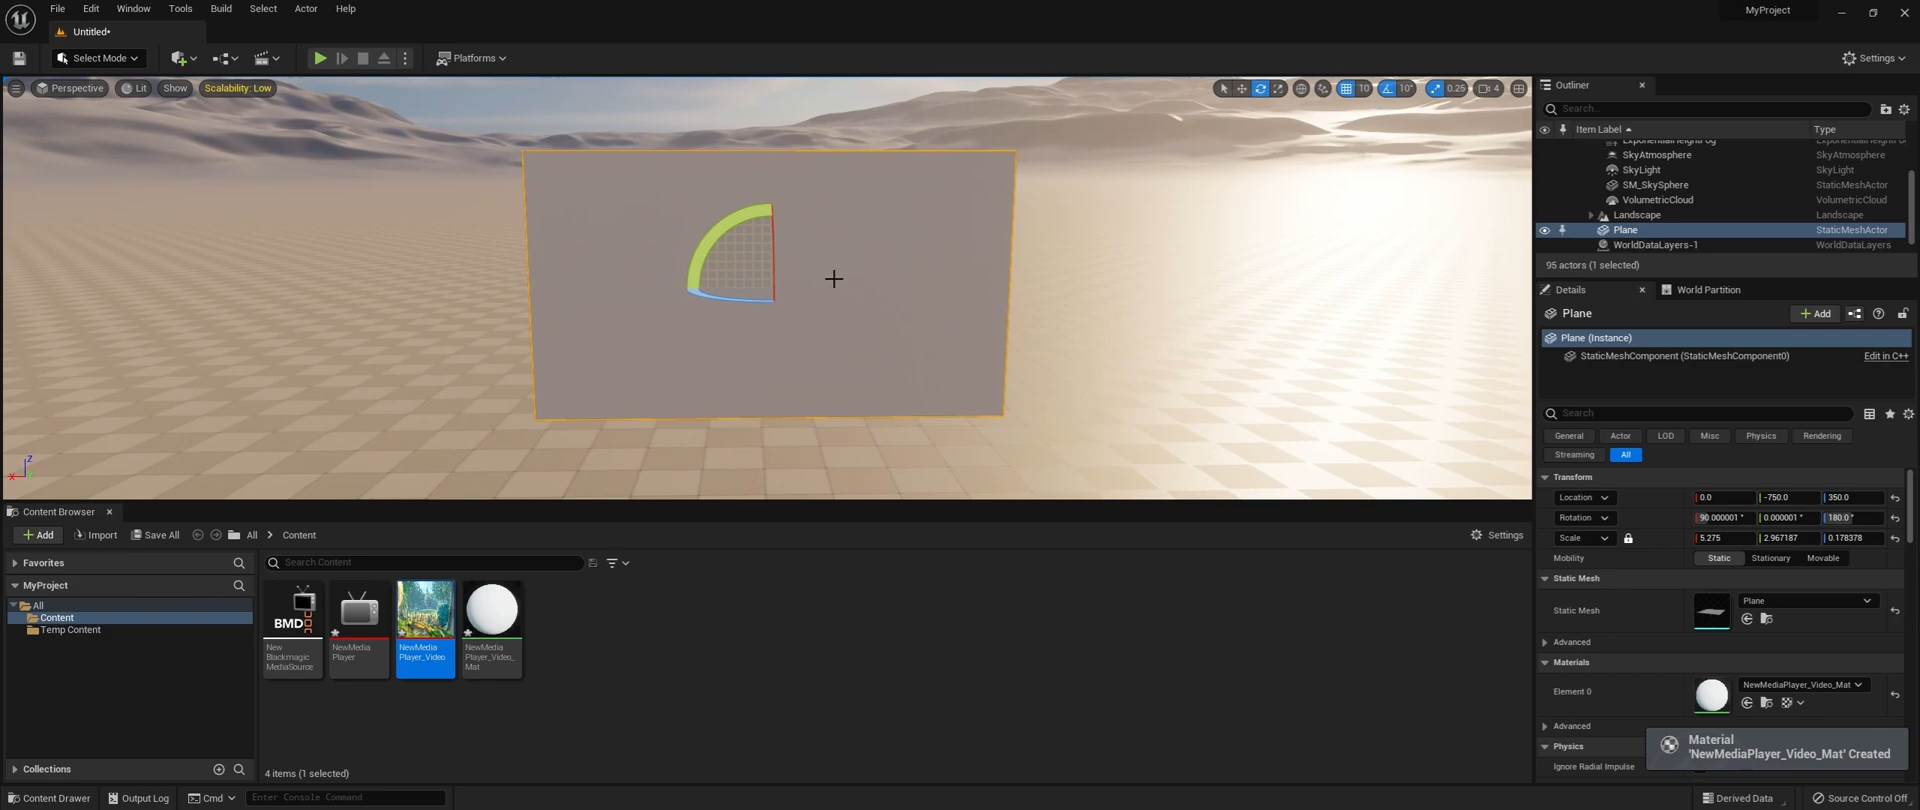 File Edit Window Tools Build Select Actor Help
MyProject
Untitled•
Select Mode
Platforms
Settings
Perspective Lit Show Scalability: Low
10 10° 0.25 4
Outliner
Search...
Item Label Type
SkyAtmosphere SkyAtmosphere
SkyLight SkyLight
SM_SkySphere StaticMeshActor
VolumetricCloud VolumetricCloud
Landscape Landscape
Plane StaticMeshActor
WorldDataLayers-1 WorldDataLayers
95 actors (1 selected)
Details World Partition
Plane
Add
Plane (Instance)
StaticMeshComponent (StaticMeshComponent0) Edit in C++
Search
General Actor LOD Misc Physics Rendering
Streaming All
Transform
Location 0.0 -750.0 350.0
Rotation 90.000001 ° 0.000001 ° 180.0 °
Scale 5.275 2.967187 0.178378
Mobility Static Stationary Movable
Static Mesh
Static Mesh Plane
Advanced
Materials
Element 0 NewMediaPlayer_Video_Mat
Advanced
Physics
Ignore Radial Impulse
Material
'NewMediaPlayer_Video_Mat' Created
z
x
Content Browser
Add Import Save All All Content
Settings
Favorites
MyProject
All
Content
Temp Content
Collections
Search Content
BMD
New
Blackmagic
MediaSource
NewMedia
Player
NewMedia
Player_Video
NewMedia
Player_Video_
Mat
4 items (1 selected)
Content Drawer Output Log Cmd Enter Console Command
Derived Data Source Control Off